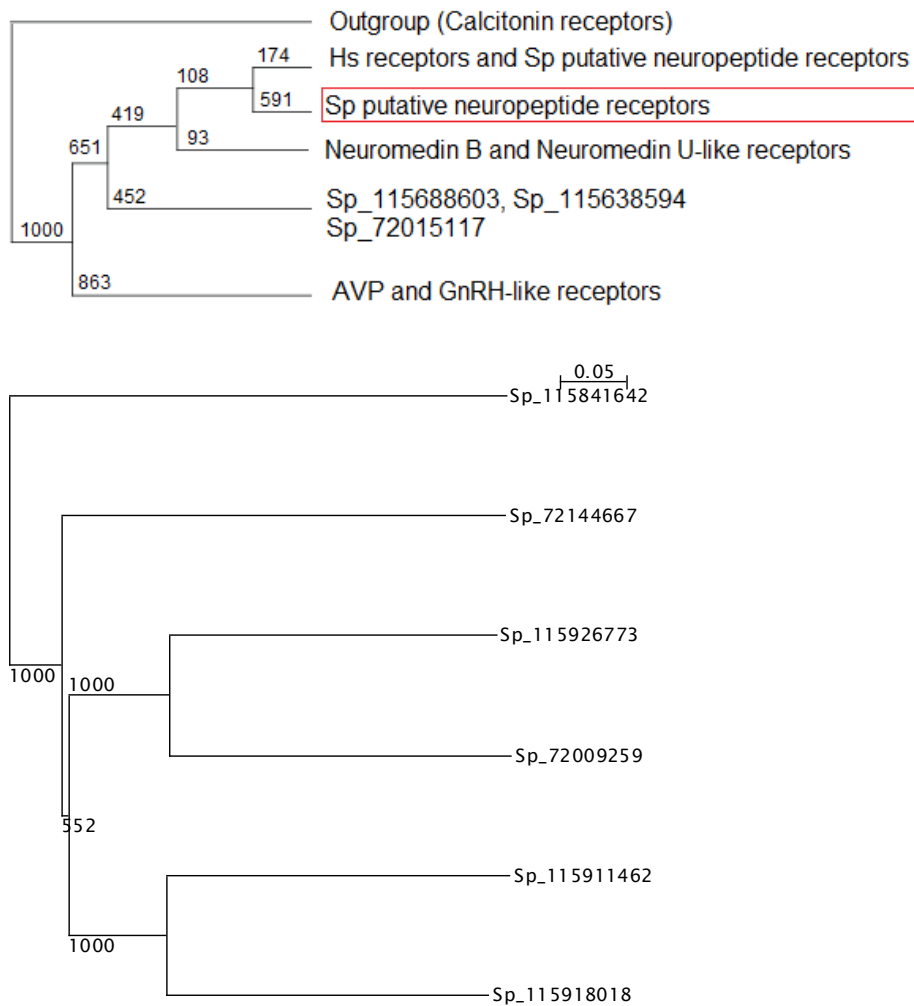 Outgroup (Calcitonin receptors)
174
Hs receptors and Sp putative neuropeptide receptors
108
591
Sp putative neuropeptide receptors
419
93
Neuromedin B and Neuromedin U-like receptors
651
452
Sp_115688603, Sp_115638594
Sp_72015117
1000
863
AVP and GnRH-like receptors
0.05
Sp_115841642
Sp_72144667
Sp_115926773
1000
1000
Sp_72009259
552
Sp_115911462
1000
Sp_115918018